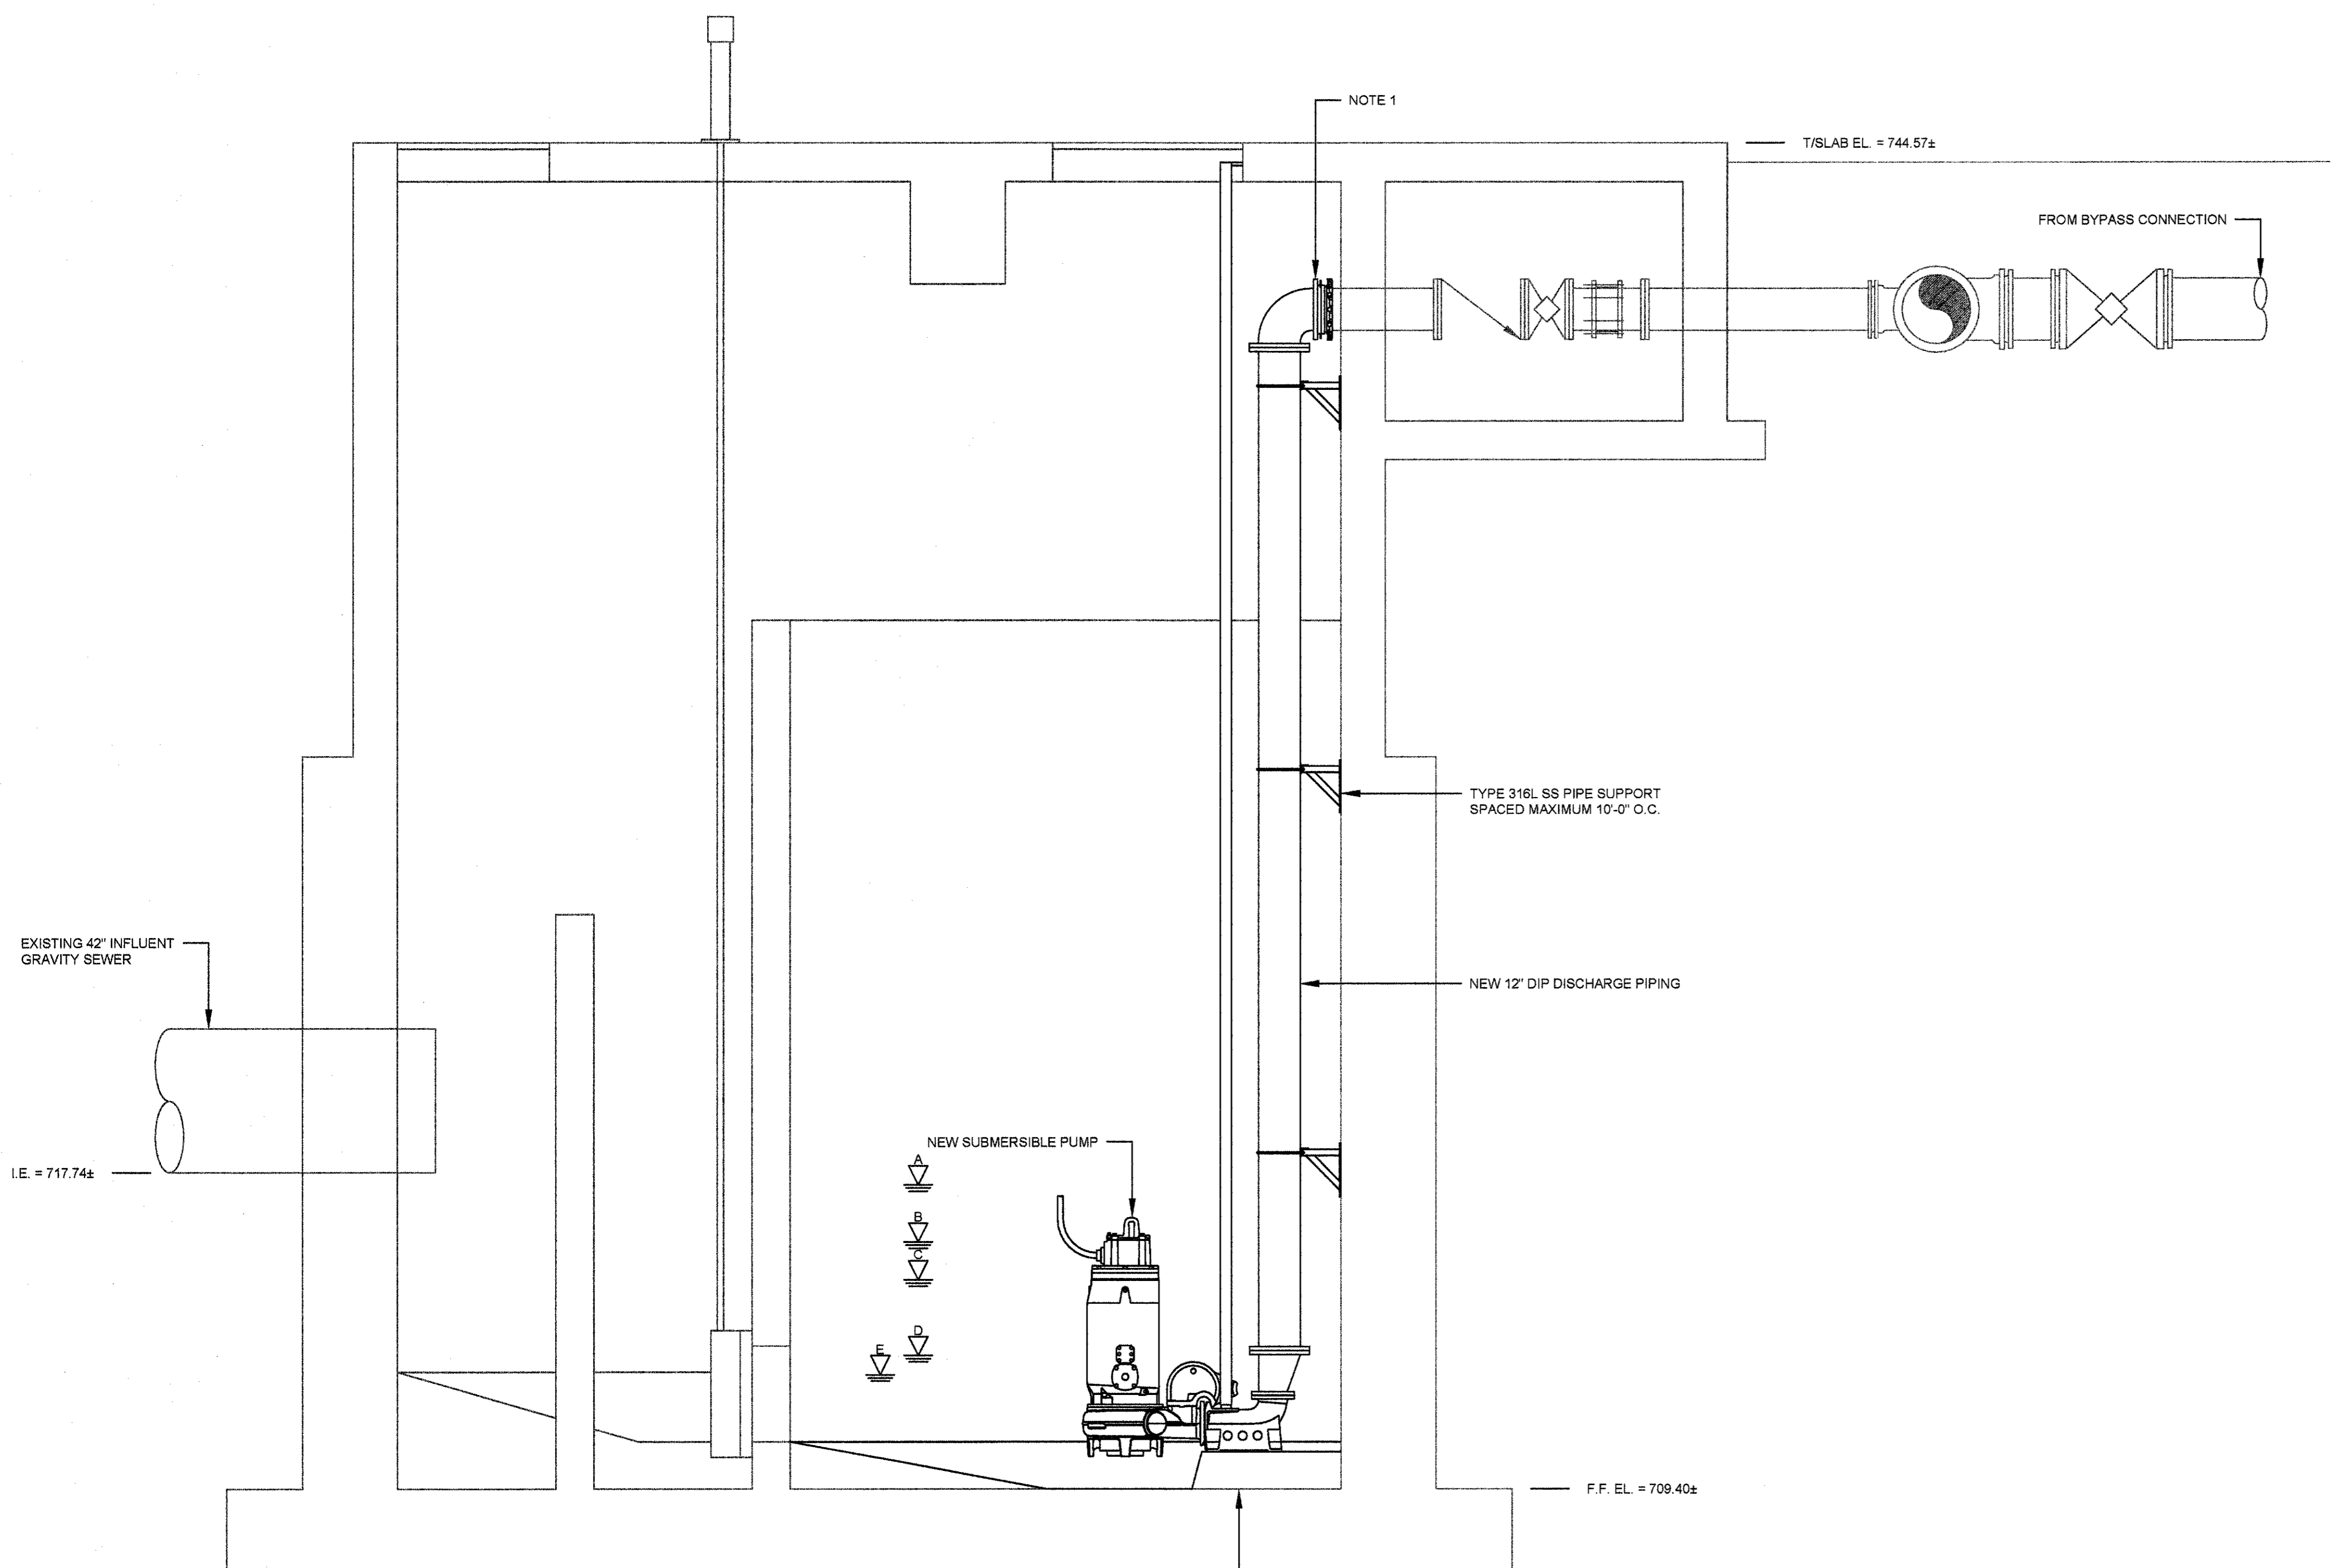 NOTE 1
T/SLAB EL. = 744.57±
FROM BYPASS CONNECTION
TYPE 316L SS PIPE SUPPORT
SPACED MAXIMUM 10'-0" O.C.
EXISTING 42" INFLUENT
GRAVITY SEWER
NEW 12" DIP DISCHARGE PIPING
NEW SUBMERSIBLE PUMP
A
I.E. = 717.74±
B
C
D
E
F.F. EL. = 709.40±